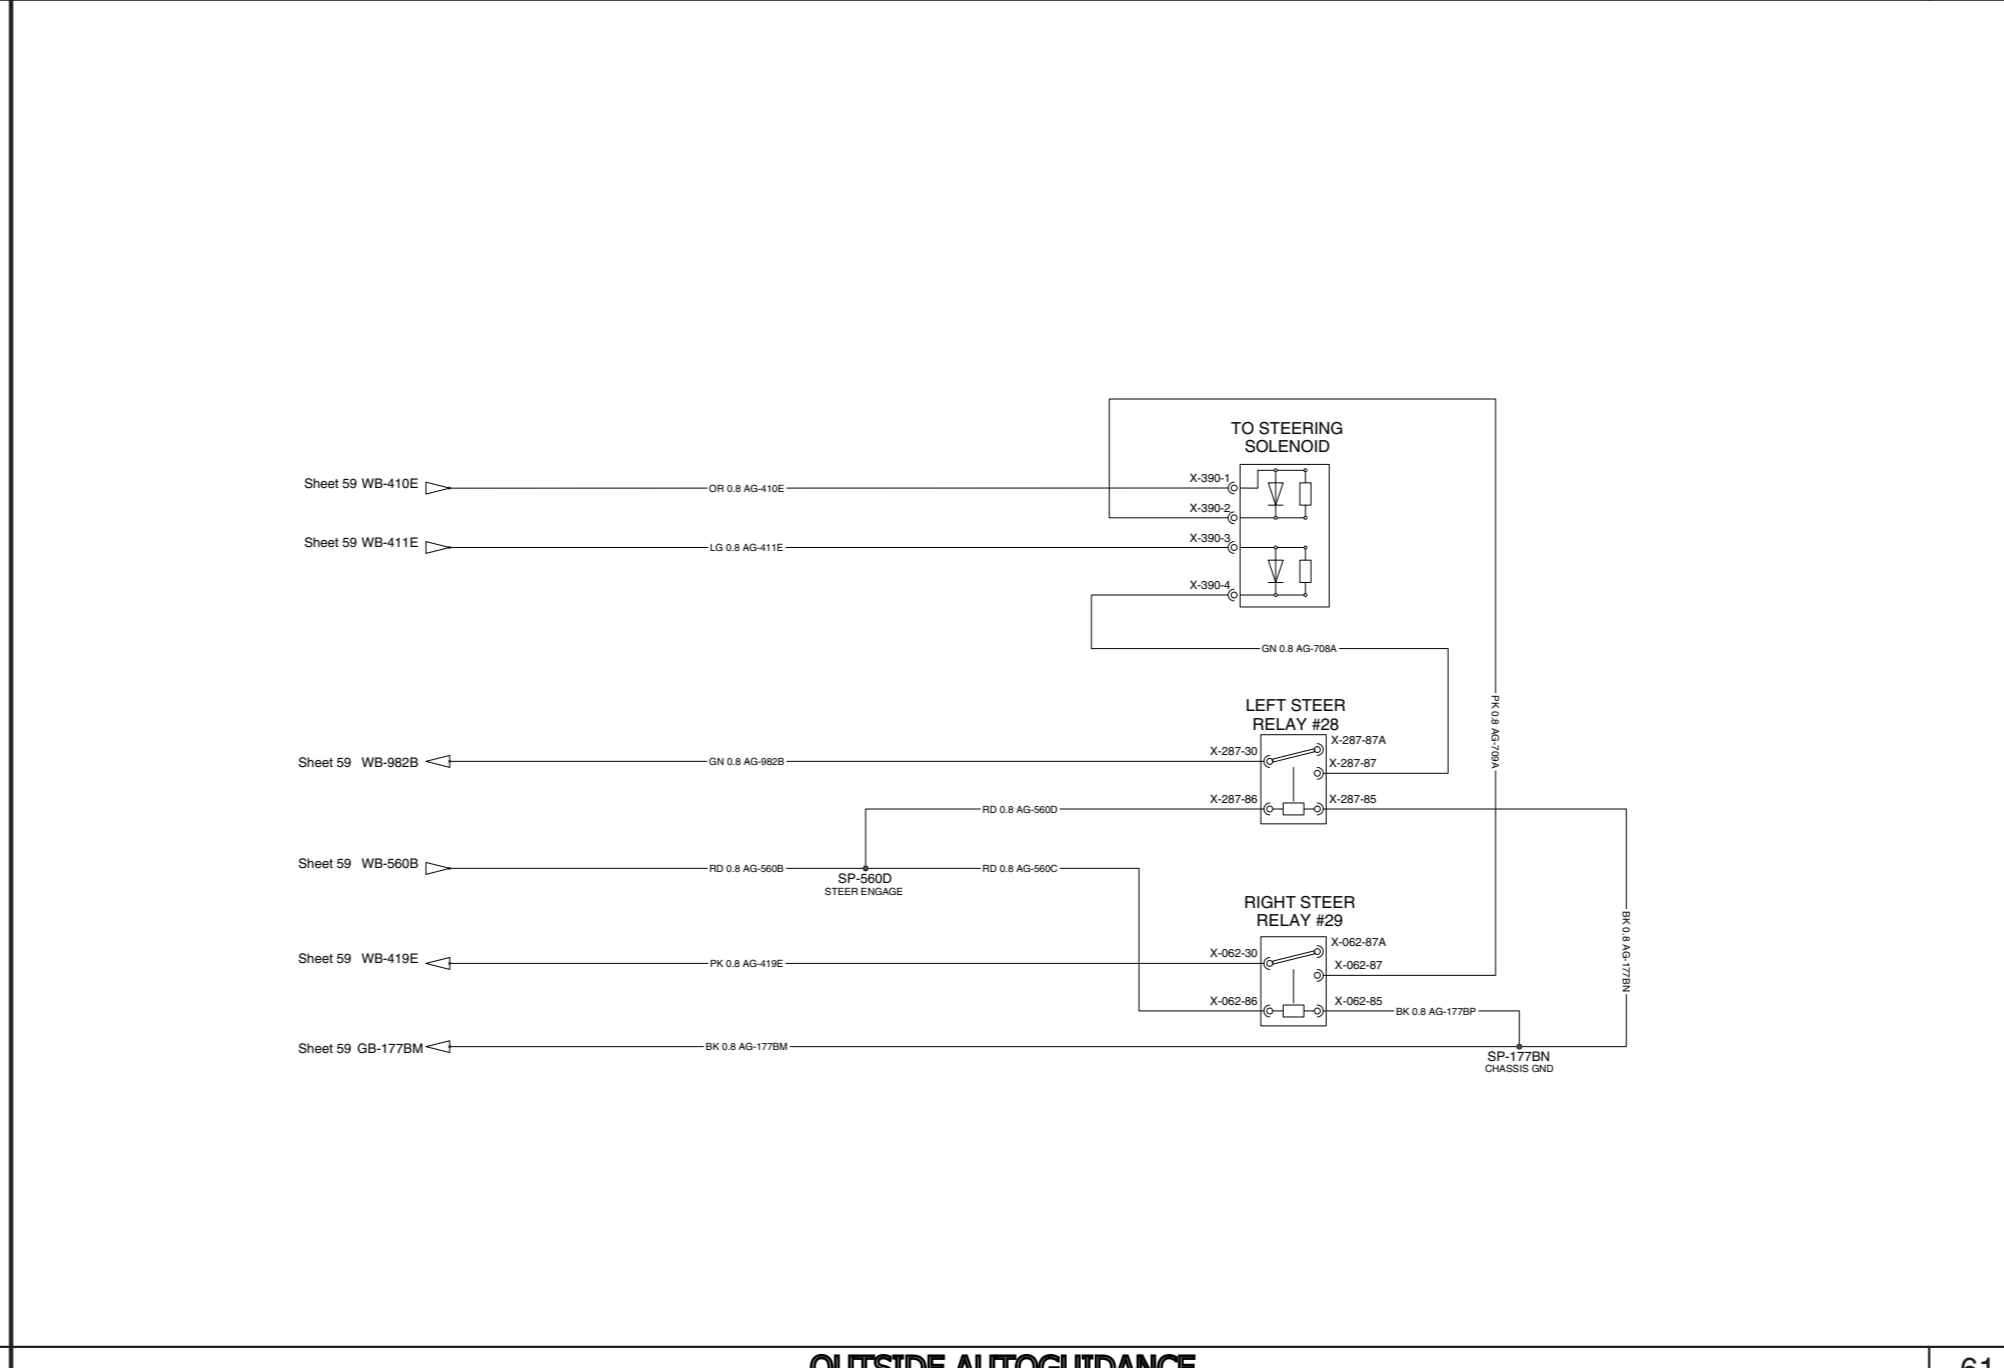 TO STEERING
SOLENOID
Sheet 59 WB-410E
OR 0.8 AG-410E
X-390-1
X-390-2
Sheet 59 WB-411E
LG 0.8 AG-411E
X-390-3
X-390-4
GN 0.8 AG-708A
PK 0.8 AG-709A
LEFT STEER
RELAY #28
Sheet 59 WB-982B
GN 0.8 AG-982B
X-287-30
X-287-87A
X-287-87
X-287-86
X-287-85
RD 0.8 AG-560D
Sheet 59 WB-560B
RD 0.8 AG-560B
SP-560D
STEER ENGAGE
RD 0.8 AG-560C
BK 0.8 AG-177BN
RIGHT STEER
RELAY #29
Sheet 59 WB-419E
PK 0.8 AG-419E
X-062-30
X-062-87A
X-062-87
X-062-86
X-062-85
BK 0.8 AG-177BP
Sheet 59 GB-177BM
BK 0.8 AG-177BM
SP-177BN
CHASSIS GND
OUTSIDE AUTOGUIDANCE
61